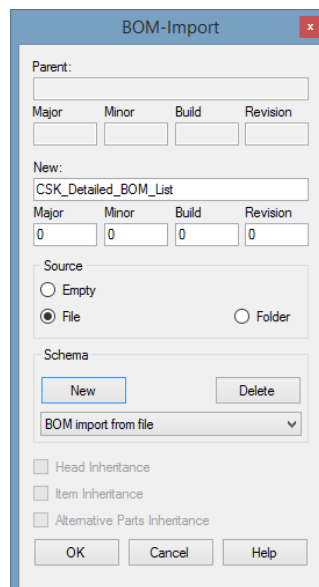 BOM-Import
x
Parent:
Major Minor Build Revision
New:
CSK_Detailed_BOM_List
Major Minor Build Revision
0 0 0 0
Source
Empty
File Folder
Schema
New Delete
BOM import from file
Head Inheritance
Item Inheritance
Alternative Parts Inheritance
OK Cancel Help